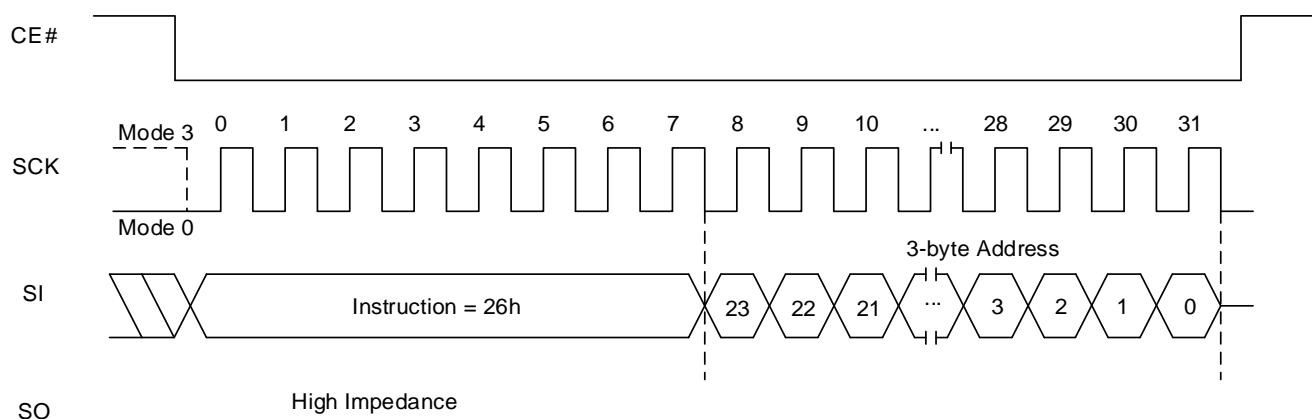 CE#
Mode 3
0 1 2 3 4 5 6 7 8 9 10 ... 28 29 30 31
SCK
Mode 0
3-byte Address
SI
Instruction = 26h
23 22 21 ... 3 2 1 0
High Impedance
SO